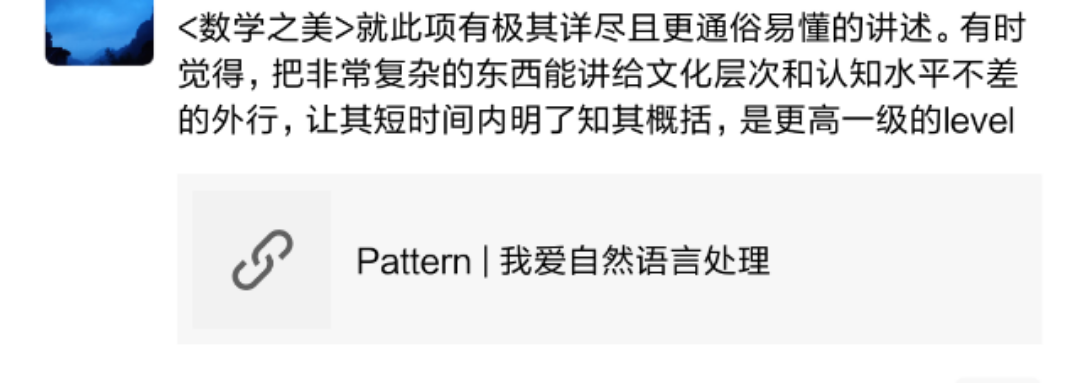 <数学之美>就此项有极其详尽且更通俗易懂的讲述。有时
觉得，把非常复杂的东西能讲给文化层次和认知水平不差
的外行，让其短时间内明了知其概括，是更高一级的level
Pattern | 我爱自然语言处理